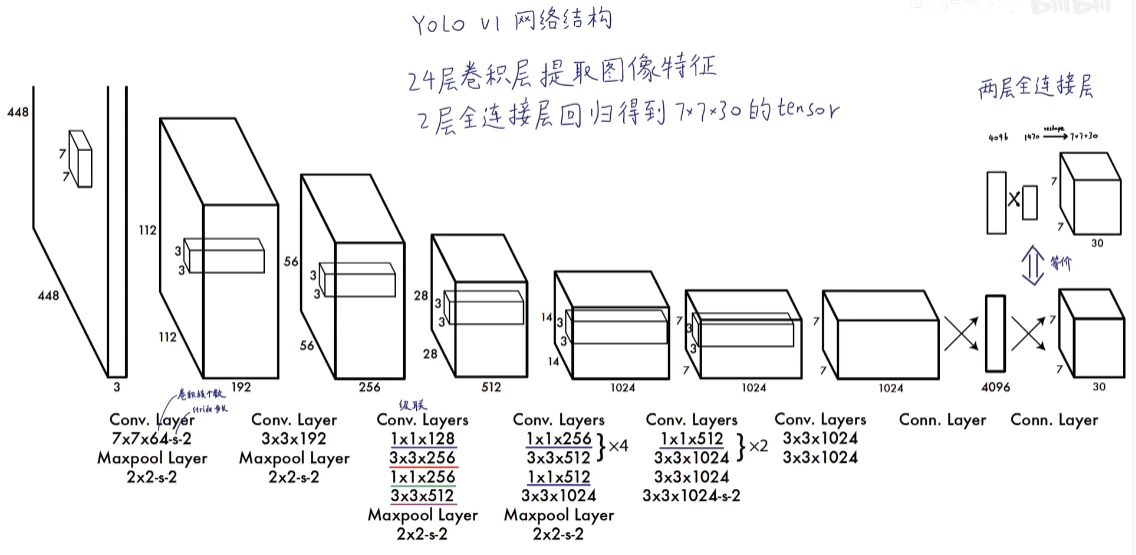 bilibili
YOLO V1 网络结构
24层卷积层提取图像特征
2层全连接层回归得到 7×7×30 的tensor
两层全连接层
4096
1470
reshape
7×7×30
448
448
3
7
7
112
112
192
3
3
56
56
256
3
3
28
28
512
3
3
14
14
1024
3
3
7
7
1024
3
3
7
7
1024
4096
7
7
30
等价
7
7
30
卷积核个数
stride 步长
Conv. Layer
7x7x64-s-2
Maxpool Layer
2x2-s-2
Conv. Layer
3x3x192
Maxpool Layer
2x2-s-2
级联
Conv. Layers
1x1x128
3x3x256
1x1x256
3x3x512
Maxpool Layer
2x2-s-2
Conv. Layers
1x1x256
3x3x512
×4
1x1x512
3x3x1024
Maxpool Layer
2x2-s-2
Conv. Layers
1x1x512
3x3x1024
×2
3x3x1024
3x3x1024-s-2
Conv. Layers
3x3x1024
3x3x1024
Conn. Layer
Conn. Layer